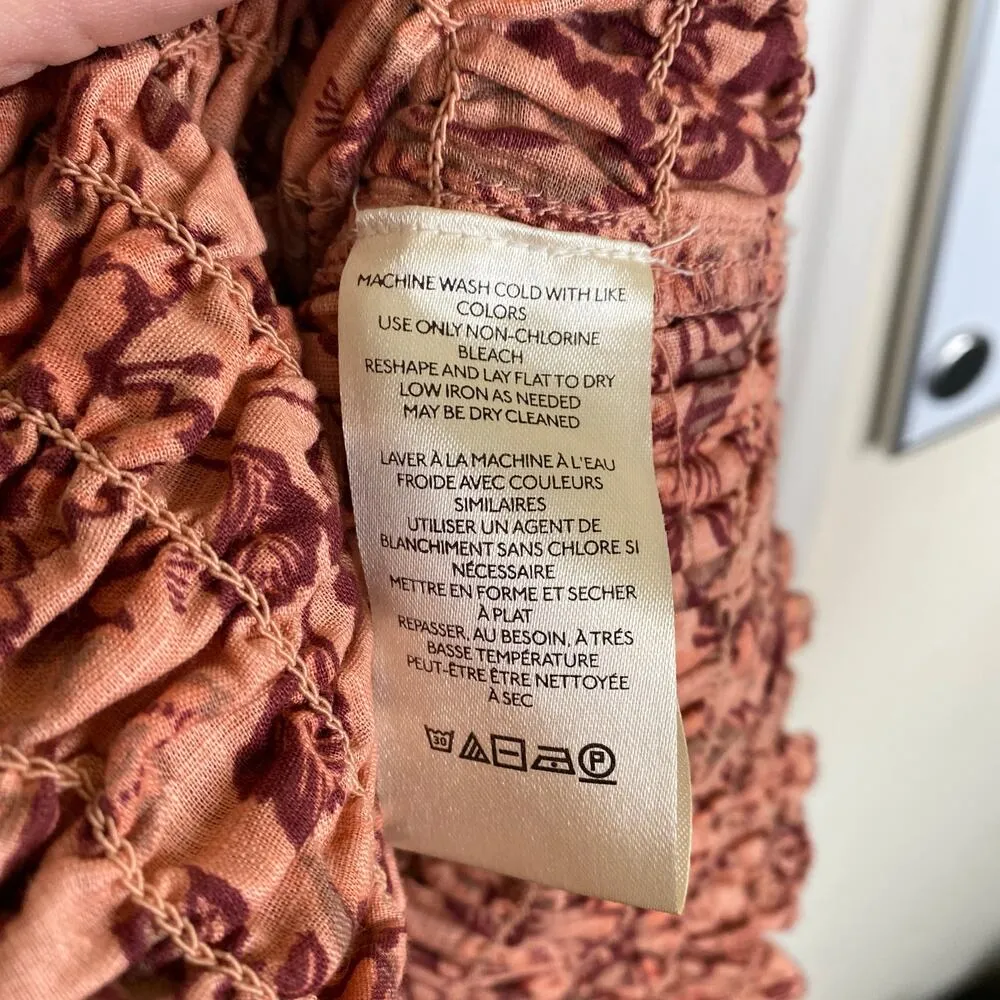 MACHINE WASH COLD WITH LIKE
COLORS
USE ONLY NON-CHLORINE
BLEACH
RESHAPE AND LAY FLAT TO DRY
LOW IRON AS NEEDED
MAY BE DRY CLEANED
LAVER À LA MACHINE À L'EAU
FROIDE AVEC COULEURS
SIMILAIRES
UTILISER UN AGENT DE
BLANCHIMENT SANS CHLORE SI
NÉCESSAIRE
METTRE EN FORME ET SECHER
À PLAT
REPASSER, AU BESOIN, À TRÉS
BASSE TEMPÉRATURE
PEUT-ÊTRE ÊTRE NETTOYÉE
À SEC
30 P